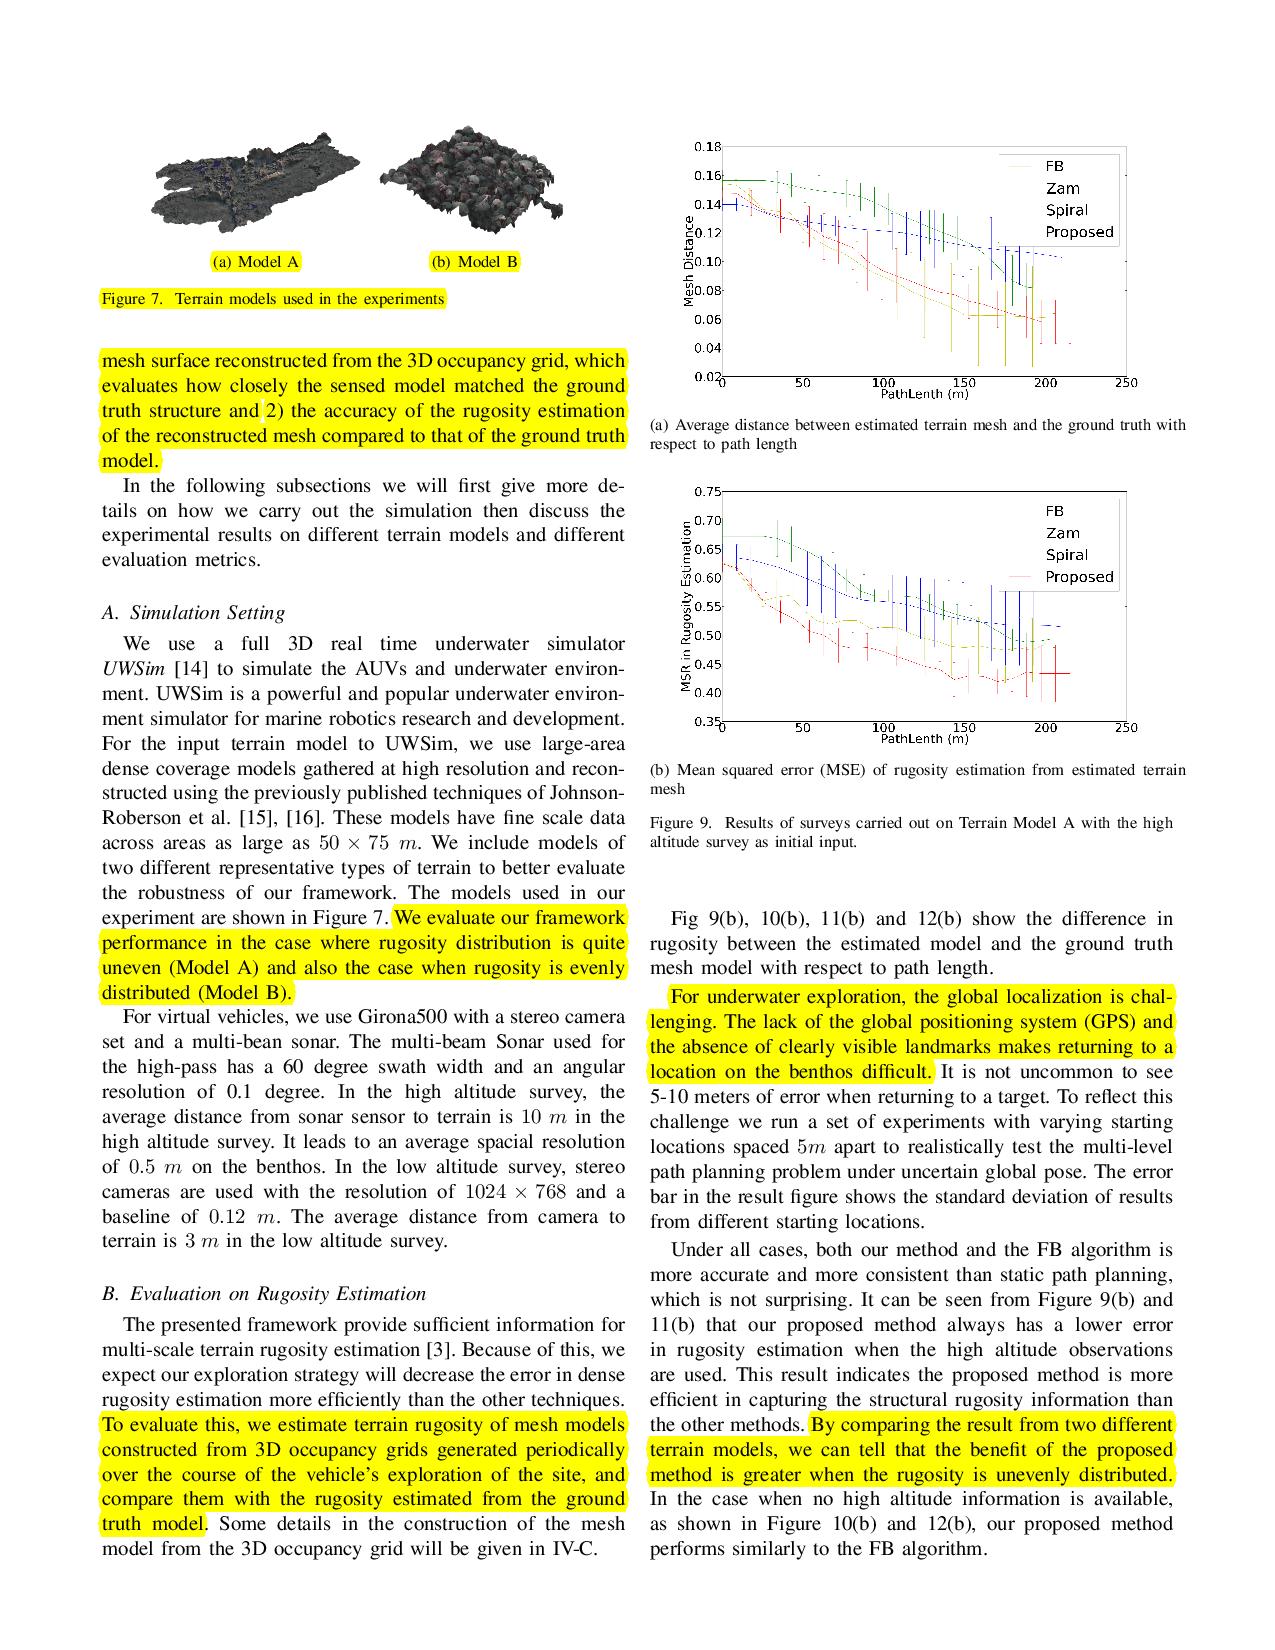 (a) Model A
(b) Model B
Figure 7. Terrain models used in the experiments
mesh surface reconstructed from the 3D occupancy grid, which
evaluates how closely the sensed model matched the ground
truth structure and 2) the accuracy of the rugosity estimation
of the reconstructed mesh compared to that of the ground truth
model.
In the following subsections we will first give more de-
tails on how we carry out the simulation then discuss the
experimental results on different terrain models and different
evaluation metrics.
A. Simulation Setting
We use a full 3D real time underwater simulator
UWSim [14] to simulate the AUVs and underwater environ-
ment. UWSim is a powerful and popular underwater environ-
ment simulator for marine robotics research and development.
For the input terrain model to UWSim, we use large-area
dense coverage models gathered at high resolution and recon-
structed using the previously published techniques of Johnson-
Roberson et al. [15], [16]. These models have fine scale data
across areas as large as 50 × 75 m. We include models of
two different representative types of terrain to better evaluate
the robustness of our framework. The models used in our
experiment are shown in Figure 7. We evaluate our framework
performance in the case where rugosity distribution is quite
uneven (Model A) and also the case when rugosity is evenly
distributed (Model B).
For virtual vehicles, we use Girona500 with a stereo camera
set and a multi-bean sonar. The multi-beam Sonar used for
the high-pass has a 60 degree swath width and an angular
resolution of 0.1 degree. In the high altitude survey, the
average distance from sonar sensor to terrain is 10 m in the
high altitude survey. It leads to an average spacial resolution
of 0.5 m on the benthos. In the low altitude survey, stereo
cameras are used with the resolution of 1024 × 768 and a
baseline of 0.12 m. The average distance from camera to
terrain is 3 m in the low altitude survey.
B. Evaluation on Rugosity Estimation
The presented framework provide sufficient information for
multi-scale terrain rugosity estimation [3]. Because of this, we
expect our exploration strategy will decrease the error in dense
rugosity estimation more efficiently than the other techniques.
To evaluate this, we estimate terrain rugosity of mesh models
constructed from 3D occupancy grids generated periodically
over the course of the vehicle's exploration of the site, and
compare them with the rugosity estimated from the ground
truth model. Some details in the construction of the mesh
model from the 3D occupancy grid will be given in IV-C.
0.18
0.16
0.14
0.12
0.10
0.08
0.06
0.04
0.02
Mesh Distance
FB
Zam
Spiral
Proposed
0 50 100 150 200 250
PathLenth (m)
(a) Average distance between estimated terrain mesh and the ground truth with
respect to path length
0.75
0.70
0.65
0.60
0.55
0.50
0.45
0.40
0.35
MSR in Rugosity Estimation
FB
Zam
Spiral
Proposed
0 50 100 150 200 250
PathLenth (m)
(b) Mean squared error (MSE) of rugosity estimation from estimated terrain
mesh
Figure 9. Results of surveys carried out on Terrain Model A with the high
altitude survey as initial input.
Fig 9(b), 10(b), 11(b) and 12(b) show the difference in
rugosity between the estimated model and the ground truth
mesh model with respect to path length.
For underwater exploration, the global localization is chal-
lenging. The lack of the global positioning system (GPS) and
the absence of clearly visible landmarks makes returning to a
location on the benthos difficult. It is not uncommon to see
5-10 meters of error when returning to a target. To reflect this
challenge we run a set of experiments with varying starting
locations spaced 5m apart to realistically test the multi-level
path planning problem under uncertain global pose. The error
bar in the result figure shows the standard deviation of results
from different starting locations.
Under all cases, both our method and the FB algorithm is
more accurate and more consistent than static path planning,
which is not surprising. It can be seen from Figure 9(b) and
11(b) that our proposed method always has a lower error
in rugosity estimation when the high altitude observations
are used. This result indicates the proposed method is more
efficient in capturing the structural rugosity information than
the other methods. By comparing the result from two different
terrain models, we can tell that the benefit of the proposed
method is greater when the rugosity is unevenly distributed.
In the case when no high altitude information is available,
as shown in Figure 10(b) and 12(b), our proposed method
performs similarly to the FB algorithm.